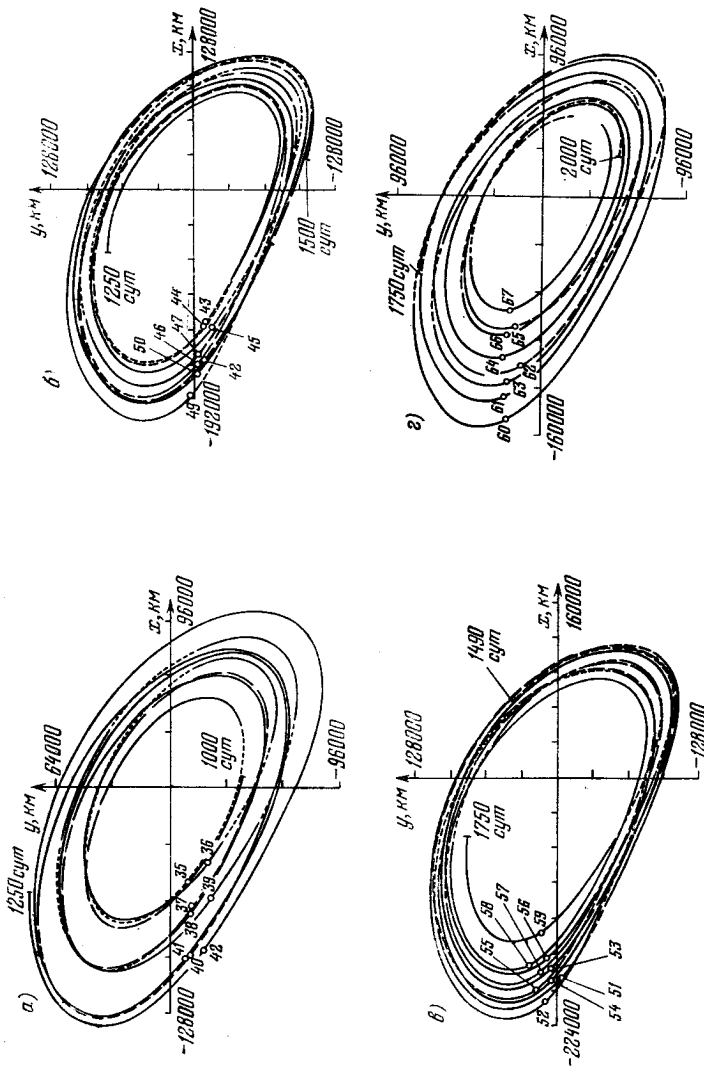 а)
y, км
x, км
64000
96000
-128000
-96000
1250 сут
1000
сут
35
36
37
38
39
40
41
42
б)
y, км
x, км
128000
128000
-192000
-128000
1250
сут
1500
сут
50
46
47
44
43
45
42
49
в)
y, км
x, км
128000
160000
-224000
-128000
1490
сут
1750
сут
55
58
57
56
59
53
51
54
52
г)
y, км
x, км
96000
96000
-160000
-96000
1750 сут
2000
сут
60
61
63
62
64
66
65
67